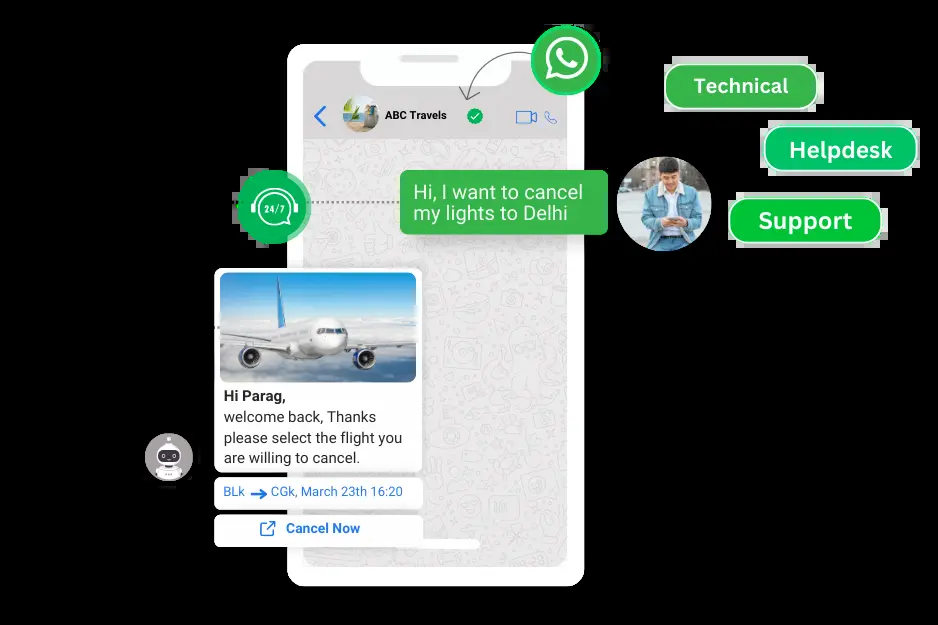 Technical
ABC Travels
Helpdesk
Hi, I want to cancel
my lights to Delhi
24/7
Support
Hi Parag,
welcome back, Thanks
please select the flight you
are willing to cancel.
BLk → CGk, March 23th 16:20
Cancel Now